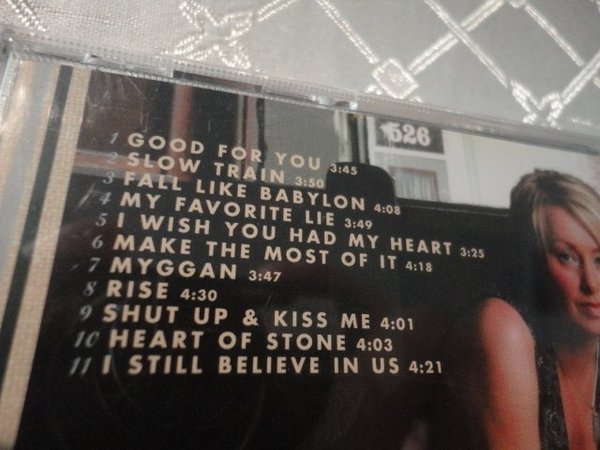 526
1 GOOD FOR YOU 3:45
2 SLOW TRAIN 3:50
3 FALL LIKE BABYLON 4:08
4 MY FAVORITE LIE 3:49
5 I WISH YOU HAD MY HEART 3:25
6 MAKE THE MOST OF IT 4:18
7 MYGGAN 3:47
8 RISE 4:30
9 SHUT UP & KISS ME 4:01
10 HEART OF STONE 4:03
11 I STILL BELIEVE IN US 4:21